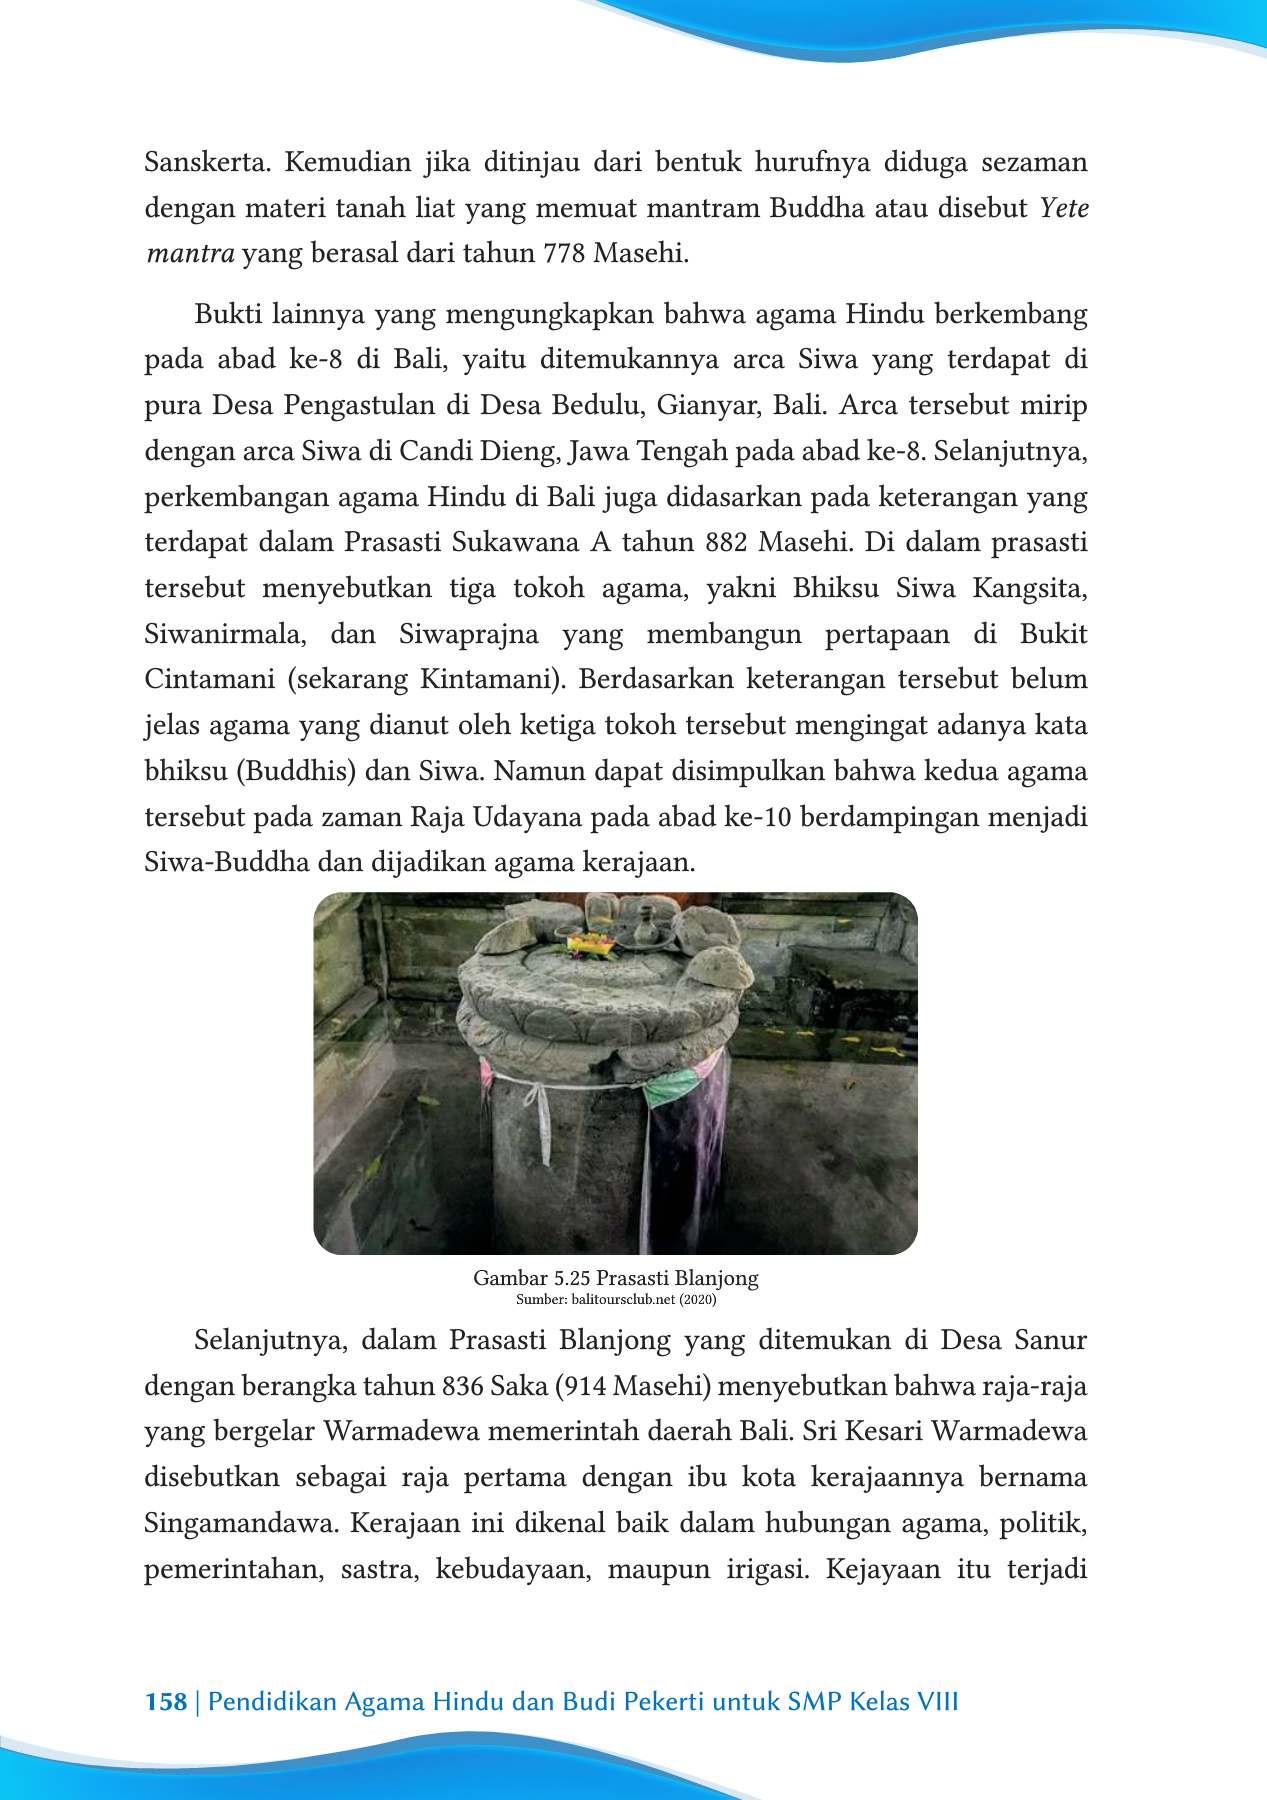 Sanskerta. Kemudian jika ditinjau dari bentuk hurufnya diduga sezaman
dengan materi tanah liat yang memuat mantram Buddha atau disebut Yete
mantra yang berasal dari tahun 778 Masehi.
Bukti lainnya yang mengungkapkan bahwa agama Hindu berkembang
pada abad ke-8 di Bali, yaitu ditemukannya arca Siwa yang terdapat di
pura Desa Pengastulan di Desa Bedulu, Gianyar, Bali. Arca tersebut mirip
dengan arca Siwa di Candi Dieng, Jawa Tengah pada abad ke-8. Selanjutnya,
perkembangan agama Hindu di Bali juga didasarkan pada keterangan yang
terdapat dalam Prasasti Sukawana A tahun 882 Masehi. Di dalam prasasti
tersebut menyebutkan tiga tokoh agama, yakni Bhiksu Siwa Kangsita,
Siwanirmala, dan Siwaprajna yang membangun pertapaan di Bukit
Cintamani (sekarang Kintamani). Berdasarkan keterangan tersebut belum
jelas agama yang dianut oleh ketiga tokoh tersebut mengingat adanya kata
bhiksu (Buddhis) dan Siwa. Namun dapat disimpulkan bahwa kedua agama
tersebut pada zaman Raja Udayana pada abad ke-10 berdampingan menjadi
Siwa-Buddha dan dijadikan agama kerajaan.
Gambar 5.25 Prasasti Blanjong
Sumber: balitoursclub.net (2020)
Selanjutnya, dalam Prasasti Blanjong yang ditemukan di Desa Sanur
dengan berangka tahun 836 Saka (914 Masehi) menyebutkan bahwa raja-raja
yang bergelar Warmadewa memerintah daerah Bali. Sri Kesari Warmadewa
disebutkan sebagai raja pertama dengan ibu kota kerajaannya bernama
Singamandawa. Kerajaan ini dikenal baik dalam hubungan agama, politik,
pemerintahan, sastra, kebudayaan, maupun irigasi. Kejayaan itu terjadi
158 | Pendidikan Agama Hindu dan Budi Pekerti untuk SMP Kelas VIII